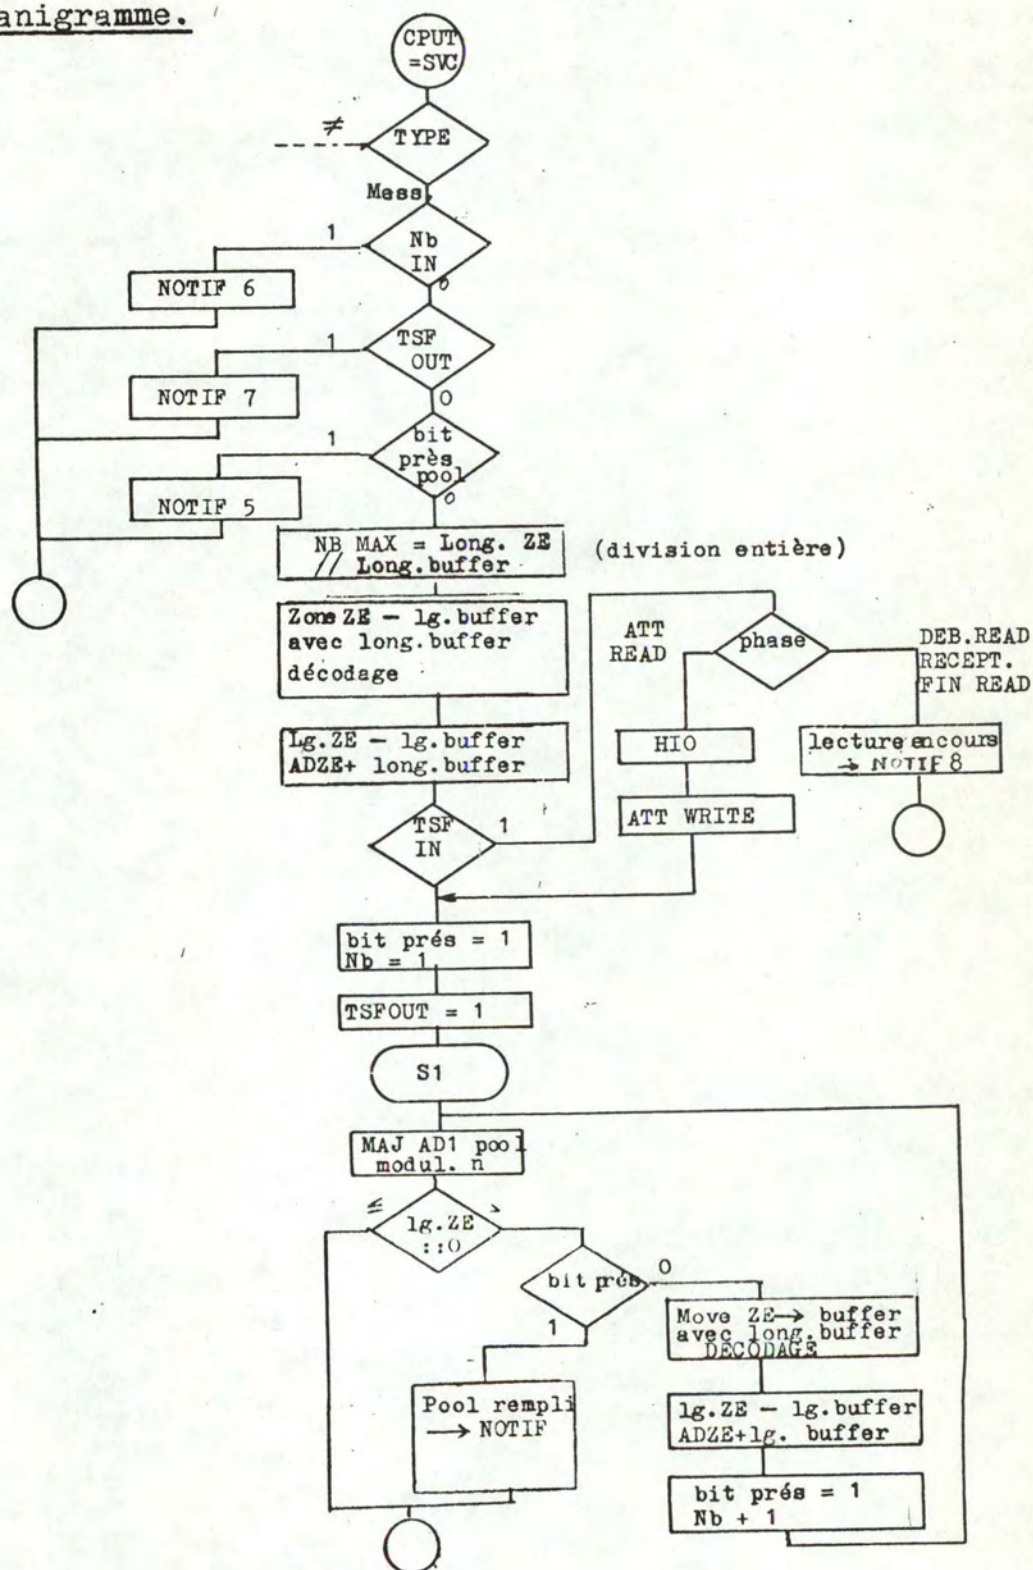 anigramme.
CPUT
=SVC
≠
TYPE
Mess.
1
Nb
IN
0
NOTIF 6
1
TSF
OUT
0
NOTIF 7
1
bit
près
pool
0
NOTIF 5
NB MAX = Long. ZE
// Long.buffer
(division entière)
Zone ZE — lg.buffer
avec long.buffer
décodage
ATT
READ
phase
DEB.READ
RECEPT.
FIN READ
Lg.ZE — lg.buffer
ADZE+ long.buffer
HIO
lecture encours
→ NOTIF 8
TSF
IN
1
ATT WRITE
bit prés = 1
Nb = 1
TSFOUT = 1
S1
MAJ AD1 pool
modul. n
≤
>
lg.ZE
::0
bit prés
0
1
Move ZE→ buffer
avec long.buffer
DECODAGE
Pool rempli
→ NOTIF
lg.ZE — lg.buffer
ADZE+lg. buffer
bit prés = 1
Nb + 1